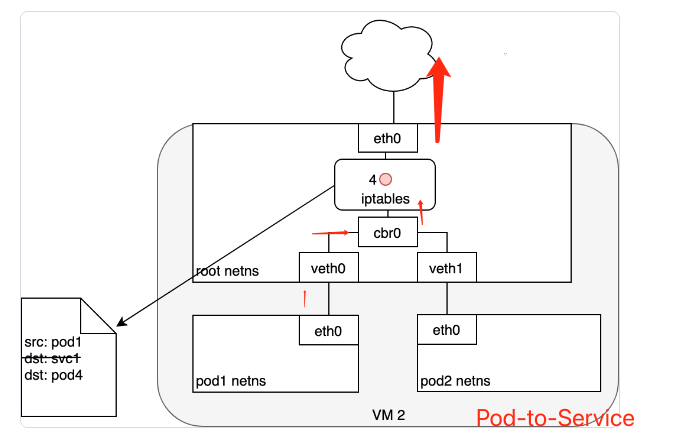 eth0
4
iptables
cbr0
root netns
veth0
veth1
src: pod1
dst: svc1
dst: pod4
eth0
eth0
pod1 netns
pod2 netns
VM 2
Pod-to-Service